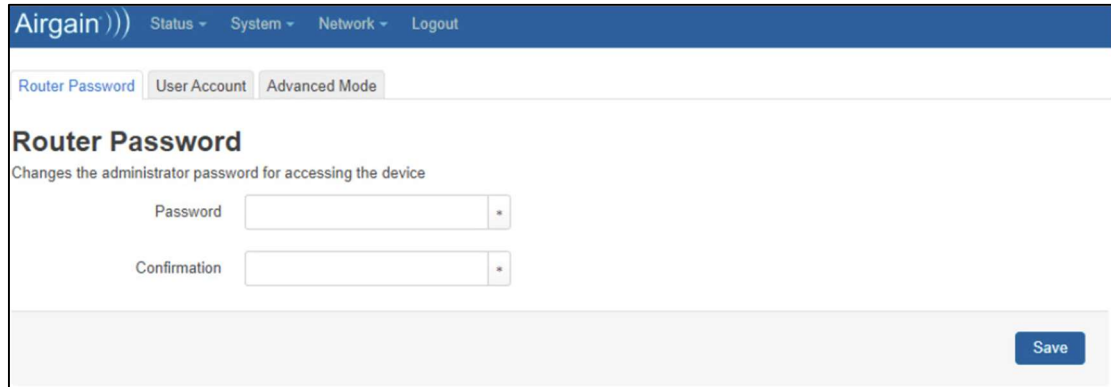 Airgain))) Status System Network Logout
Router Password User Account Advanced Mode
Router Password
Changes the administrator password for accessing the device
Password *
Confirmation *
Save